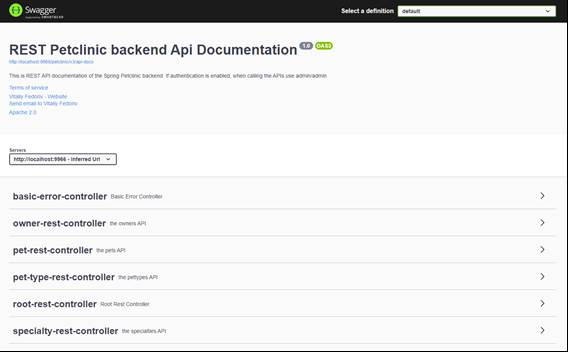 Swagger
Supported by SMARTBEAR
Select a definition
default
REST Petclinic backend Api Documentation 1.0 OAS3
http://localhost:9966/petclinic/v3/api-docs
This is REST API documentation of the Spring Petclinic backend. If authentication is enabled, when calling the APIs use admin/admin
Terms of service
Vitaliy Fedoriv - Website
Send email to Vitaliy Fedoriv
Apache 2.0
Servers
http://localhost:9966 - Inferred Url
basic-error-controller Basic Error Controller
owner-rest-controller the owners API
pet-rest-controller the pets API
pet-type-rest-controller the pettypes API
root-rest-controller Root Rest Controller
specialty-rest-controller the specialties API